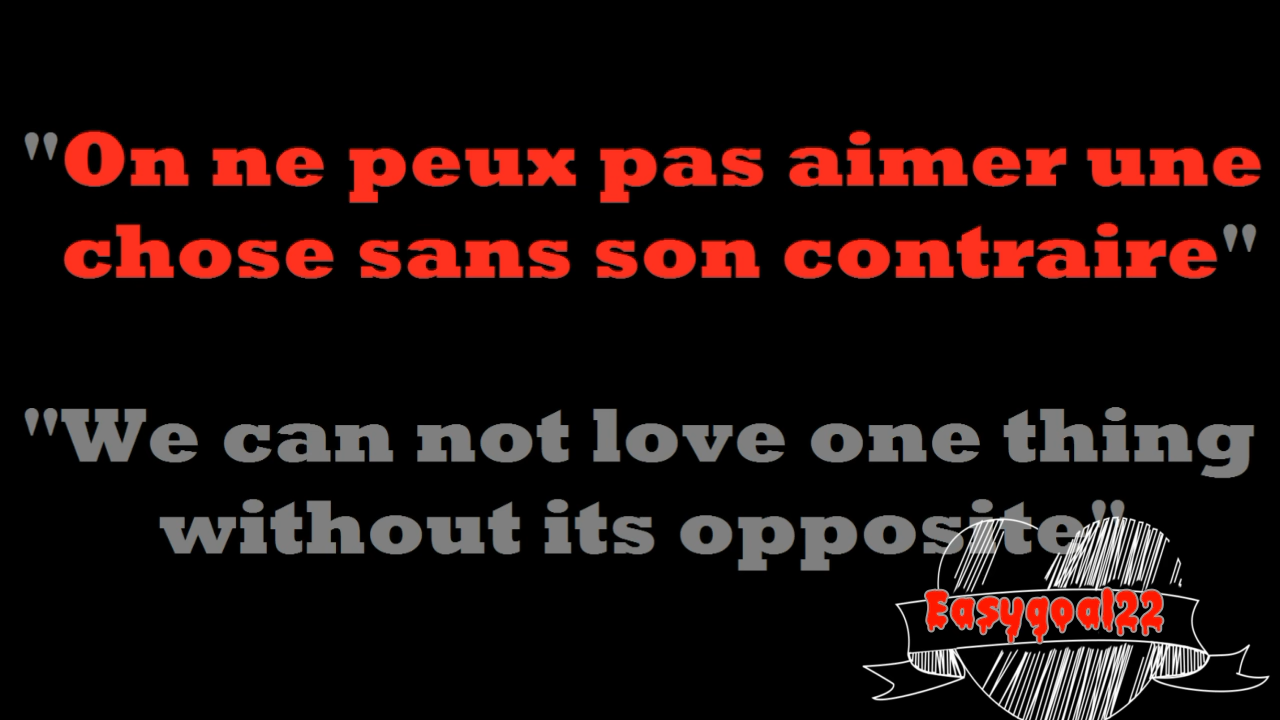 "On ne peux pas aimer une
chose sans son contraire"
"We can not love one thing
without its opposite"
Easygoal22